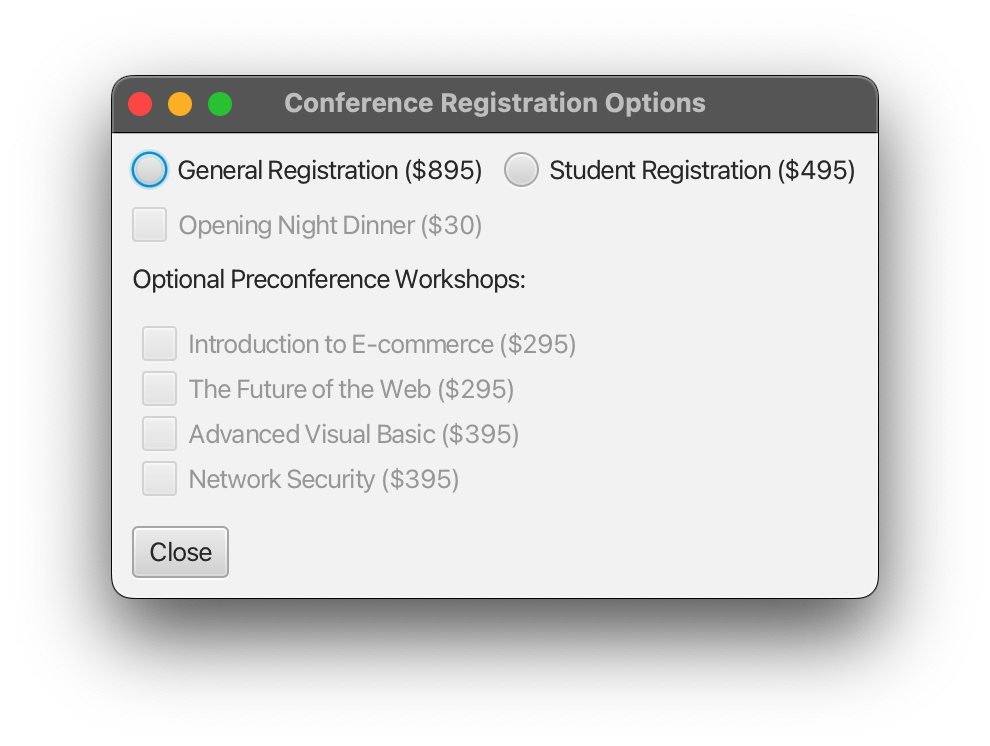 Conference Registration Options
General Registration ($895) Student Registration ($495)
Opening Night Dinner ($30)
Optional Preconference Workshops:
Introduction to E-commerce ($295)
The Future of the Web ($295)
Advanced Visual Basic ($395)
Network Security ($395)
Close